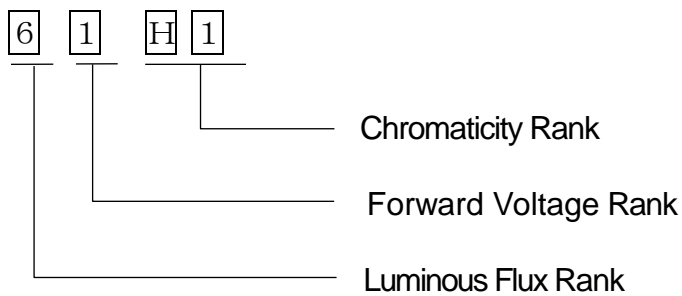 6 1 H 1
Chromaticity Rank
Forward Voltage Rank
Luminous Flux Rank